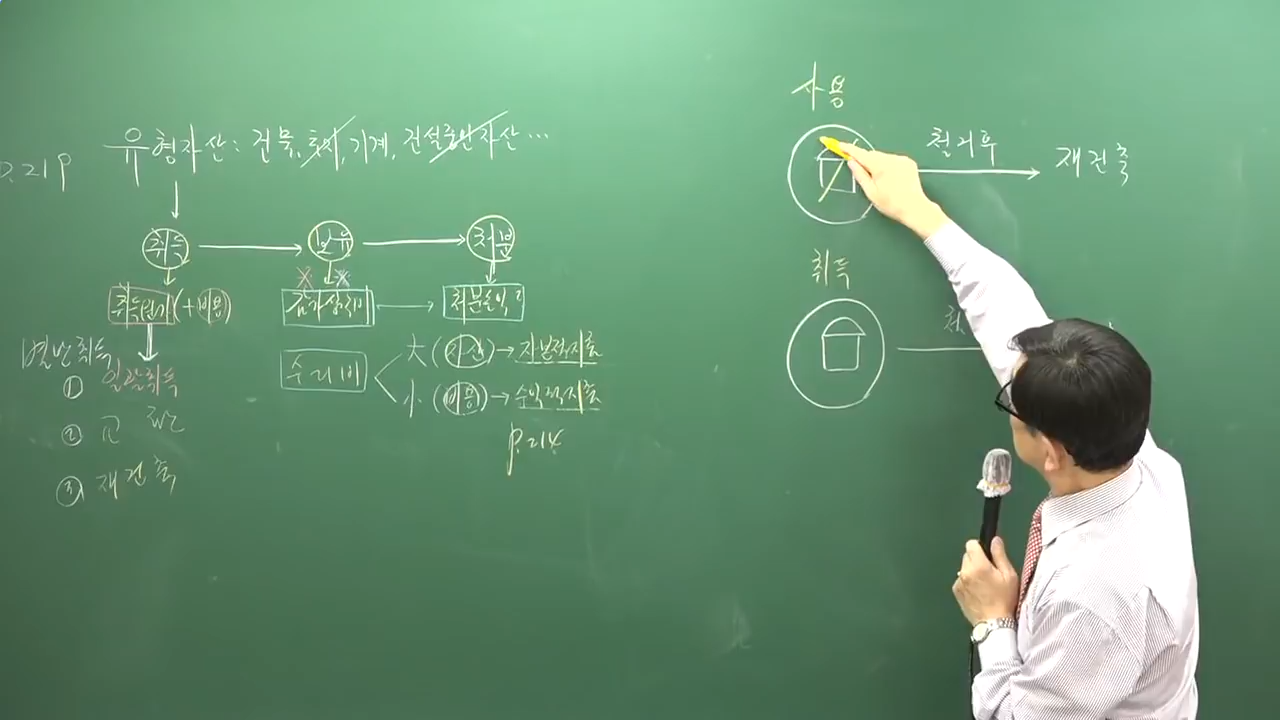 P.21P
유형자산: 건물, 토지, 기계, 건설중인자산 ...
취득 → 보유 → 처분
취득원가 (+비용)
감가상각비
처분손익
일반취득
① 일괄취득
② 교환
③ 재건축
수리비
大 (자산) → 자본적지출
小 (비용) → 수익적지출
P.214
사용
철거후
재건축
취득